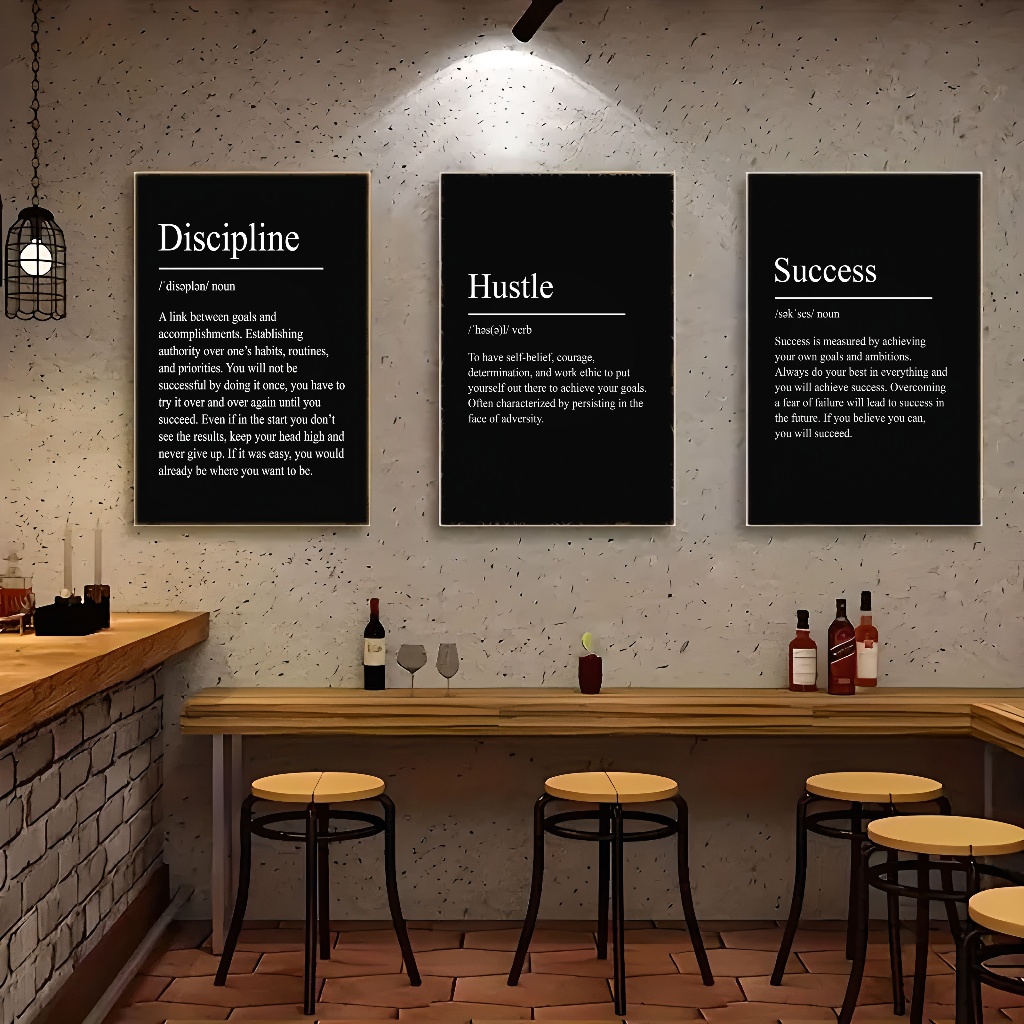 Discipline
/ˈdisəplən/ noun
A link between goals and
accomplishments. Establishing
authority over one's habits, routines,
and priorities. You will not be
successful by doing it once, you have to
try it over and over again until you
succeed. Even if in the start you don't
see the results, keep your head high and
never give up. If it was easy, you would
already be where you want to be.
Hustle
/ˈhəs(ə)l/ verb
To have self-belief, courage,
determination, and work ethic to put
yourself out there to achieve your goals.
Often characterized by persisting in the
face of adversity.
Success
/səkˈses/ noun
Success is measured by achieving
your own goals and ambitions.
Always do your best in everything and
you will achieve success. Overcoming
a fear of failure will lead to success in
the future. If you believe you can,
you will succeed.